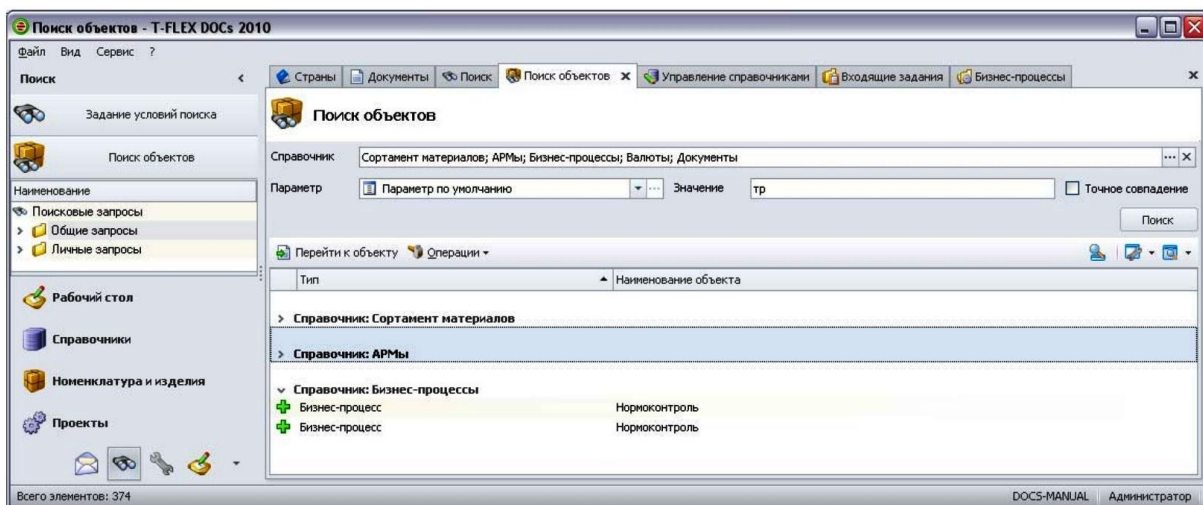 Поиск объектов - T-FLEX DOCs 2010
Файл Вид Сервис ?
Поиск
Задание условий поиска
Поиск объектов
Наименование
Поисковые запросы
Общие запросы
Личные запросы
Рабочий стол
Справочники
Номенклатура и изделия
Проекты
Страны Документы Поиск Поиск объектов Управление справочниками Входящие задания Бизнес-процессы
Поиск объектов
Справочник Сортамент материалов; АРМы; Бизнес-процессы; Валюты; Документы
Параметр Параметр по умолчанию Значение тр Точное совпадение
Поиск
Перейти к объекту Операции
Тип Наименование объекта
Справочник: Сортамент материалов
Справочник: АРМы
Справочник: Бизнес-процессы
Бизнес-процесс Нормоконтроль
Бизнес-процесс Нормоконтроль
Всего элементов: 374 DOCS-MANUAL Администратор